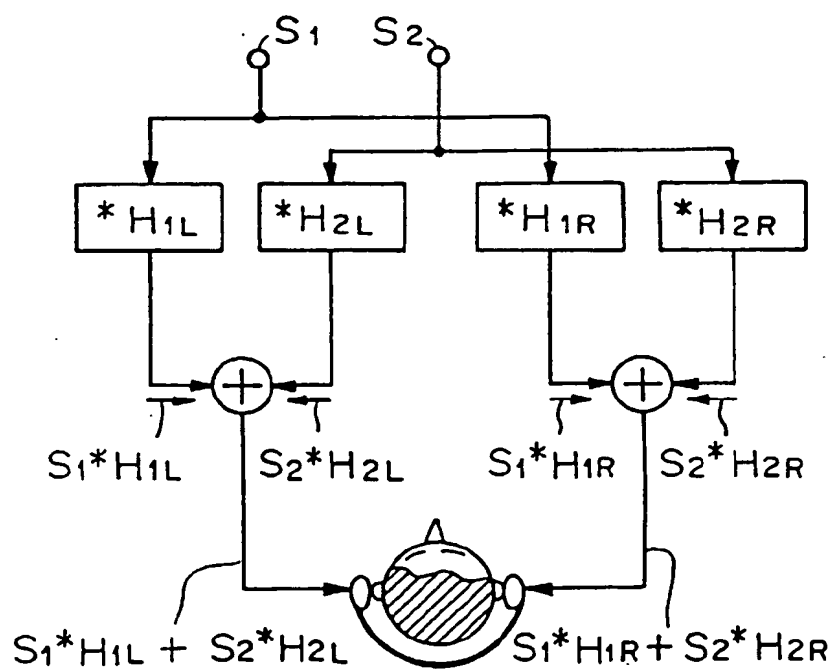 S1 S2
*H1L *H2L *H1R *H2R
+ +
S1*H1L S2*H2L S1*H1R S2*H2R
S1*H1L + S2*H2L S1*H1R + S2*H2R